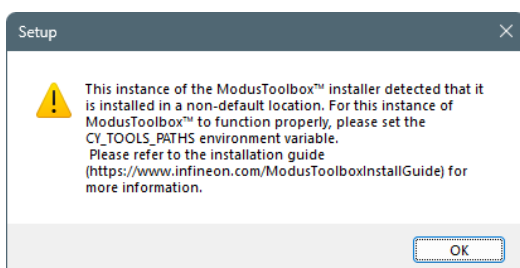 Setup
This instance of the ModusToolbox™ installer detected that it
is installed in a non-default location. For this instance of
ModusToolbox™ to function properly, please set the
CY_TOOLS_PATHS environment variable.
Please refer to the installation guide
(https://www.infineon.com/ModusToolboxInstallGuide) for
more information.
OK